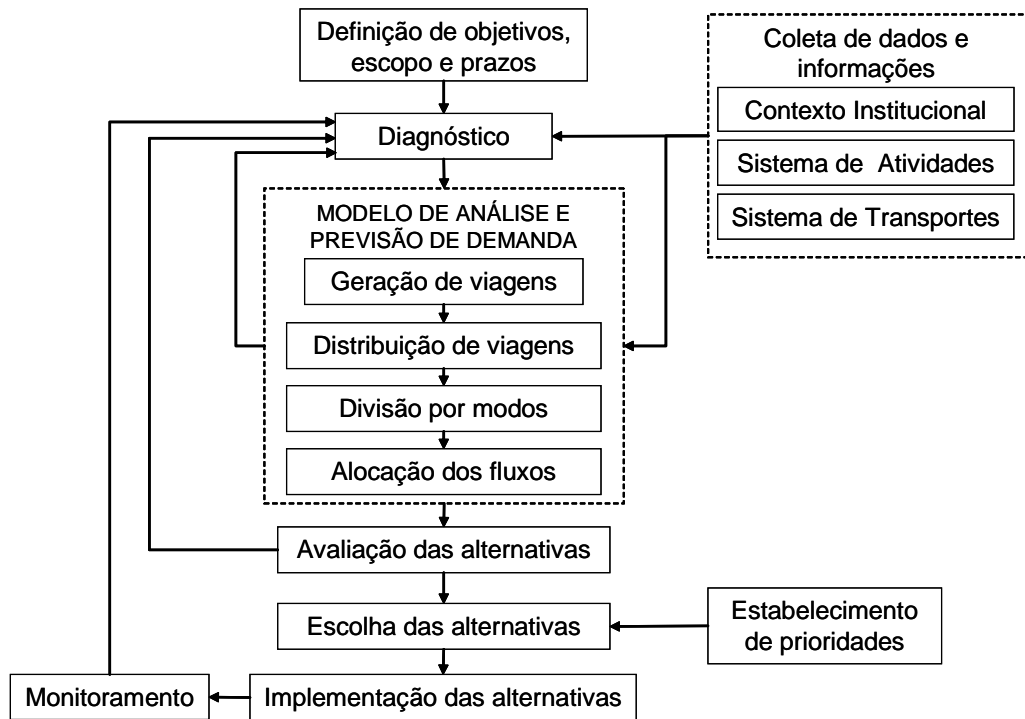 Definição de objetivos,
escopo e prazos
Coleta de dados e
informações
Contexto Institucional
Sistema de Atividades
Sistema de Transportes
Diagnóstico
MODELO DE ANÁLISE E
PREVISÃO DE DEMANDA
Geração de viagens
Distribuição de viagens
Divisão por modos
Alocação dos fluxos
Avaliação das alternativas
Escolha das alternativas
Estabelecimento
de prioridades
Monitoramento
Implementação das alternativas